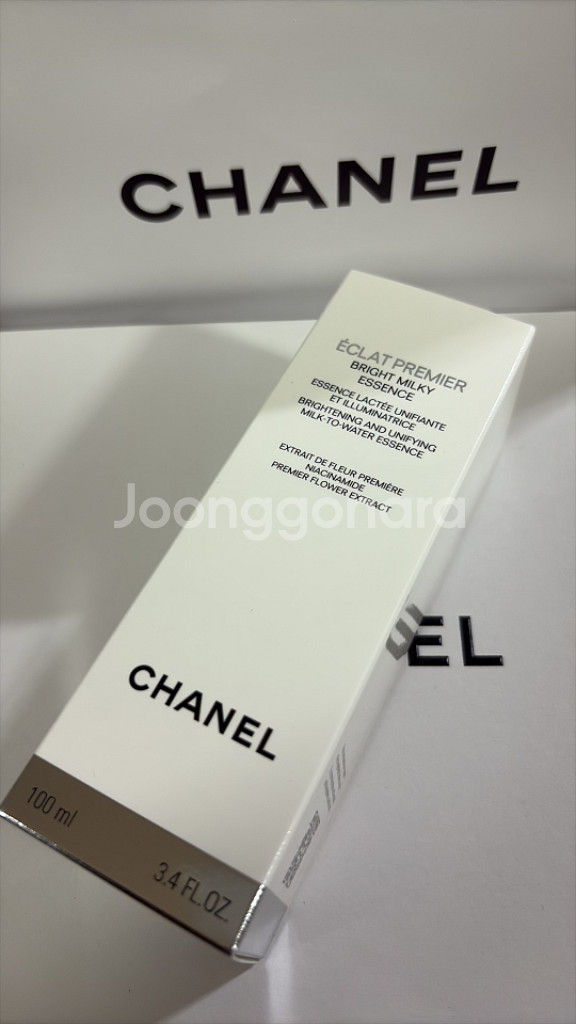 CHANEL
ÉCLAT PREMIER
BRIGHT MILKY
ESSENCE
ESSENCE LACTÉE UNIFIANTE
ET ILLUMINATRICE
BRIGHTENING AND UNIFYING
MILK-TO-WATER ESSENCE
EXTRAIT DE FLEUR PREMIÈRE
NIACINAMIDE
PREMIER FLOWER EXTRACT
Joonggonara
EL
CHANEL
100 ml
3.4 FL.OZ.